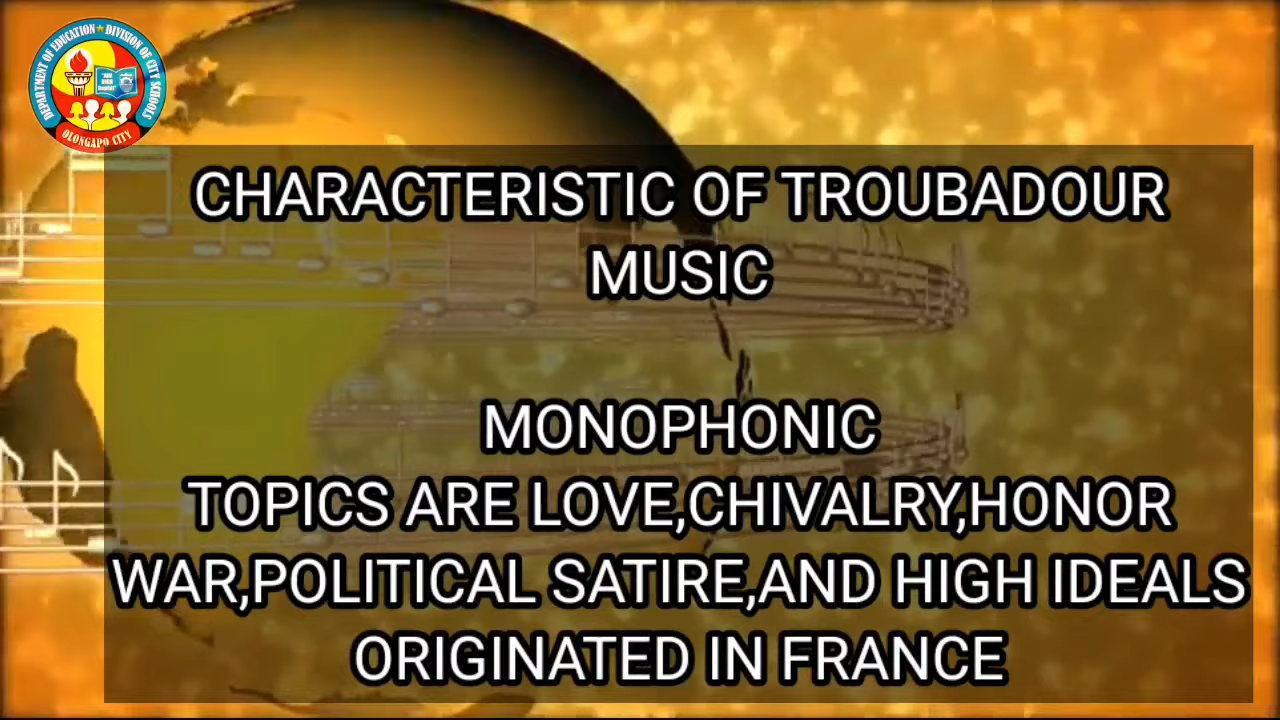 DEPARTMENT OF EDUCATION ★ DIVISION OF CITY SCHOOLS
OLONGAPO CITY
CHARACTERISTIC OF TROUBADOUR
MUSIC
MONOPHONIC
TOPICS ARE LOVE,CHIVALRY,HONOR
WAR,POLITICAL SATIRE,AND HIGH IDEALS
ORIGINATED IN FRANCE